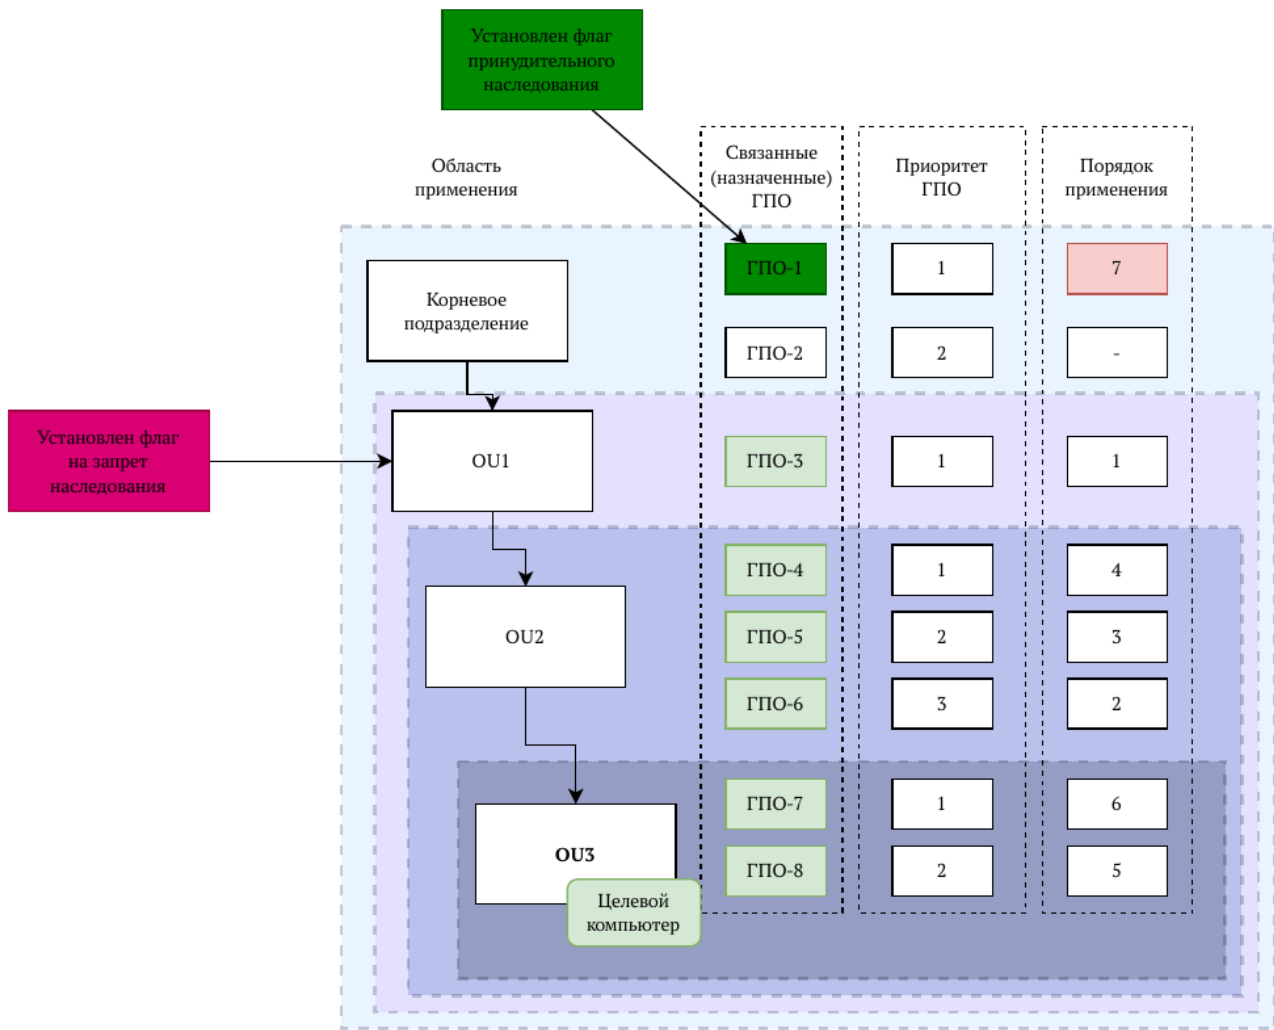 Установлен флаг
принудительного
наследования
Область
применения
Связанные
(назначенные)
ГПО
Приоритет
ГПО
Порядок
применения
Корневое
подразделение
ГПО-1
1
7
ГПО-2
2
-
Установлен флаг
на запрет
наследования
OU1
ГПО-3
1
1
OU2
ГПО-4
1
4
ГПО-5
2
3
ГПО-6
3
2
OU3
Целевой
компьютер
ГПО-7
1
6
ГПО-8
2
5